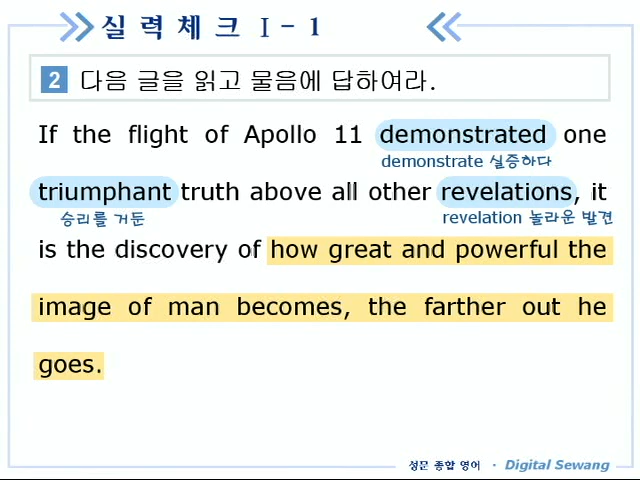 실력체크 I - 1
2 다음 글을 읽고 물음에 답하여라.
If the flight of Apollo 11 demonstrated one
demonstrate 실증하다
triumphant truth above all other revelations, it
승리를 거둔 revelation 놀라운 발견
is the discovery of how great and powerful the
image of man becomes, the farther out he
goes.
성문 종합 영어 · Digital Sewang